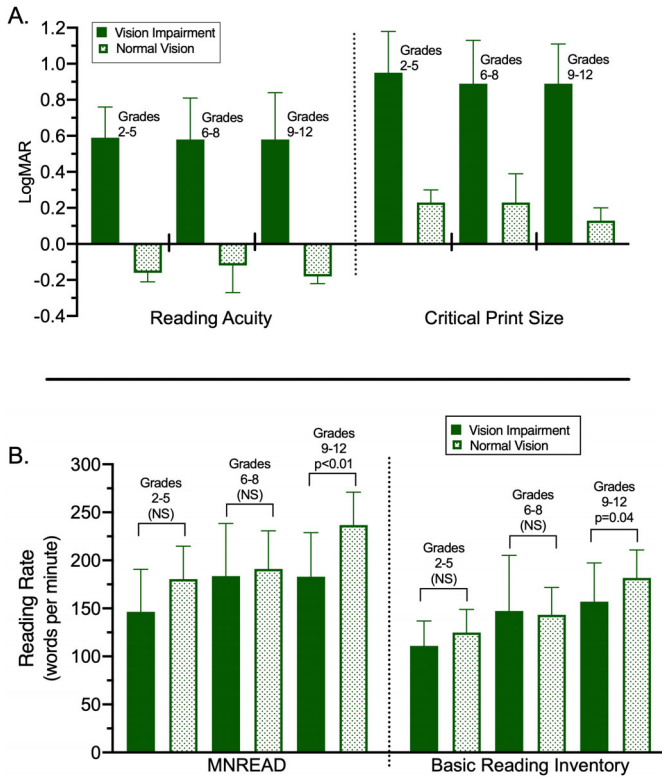 A.
Vision Impairment
Normal Vision
1.2
1.0
0.8
0.6
0.4
0.2
0.0
-0.2
-0.4
LogMAR
Grades
2-5
Grades
6-8
Grades
9-12
Grades
2-5
Grades
6-8
Grades
9-12
Reading Acuity
Critical Print Size
Vision Impairment
Normal Vision
B.
300
250
200
150
100
50
0
Reading Rate
(words per minute)
Grades
2-5
(NS)
Grades
6-8
(NS)
Grades
9-12
p<0.01
Grades
2-5
(NS)
Grades
6-8
(NS)
Grades
9-12
p=0.04
MNREAD
Basic Reading Inventory